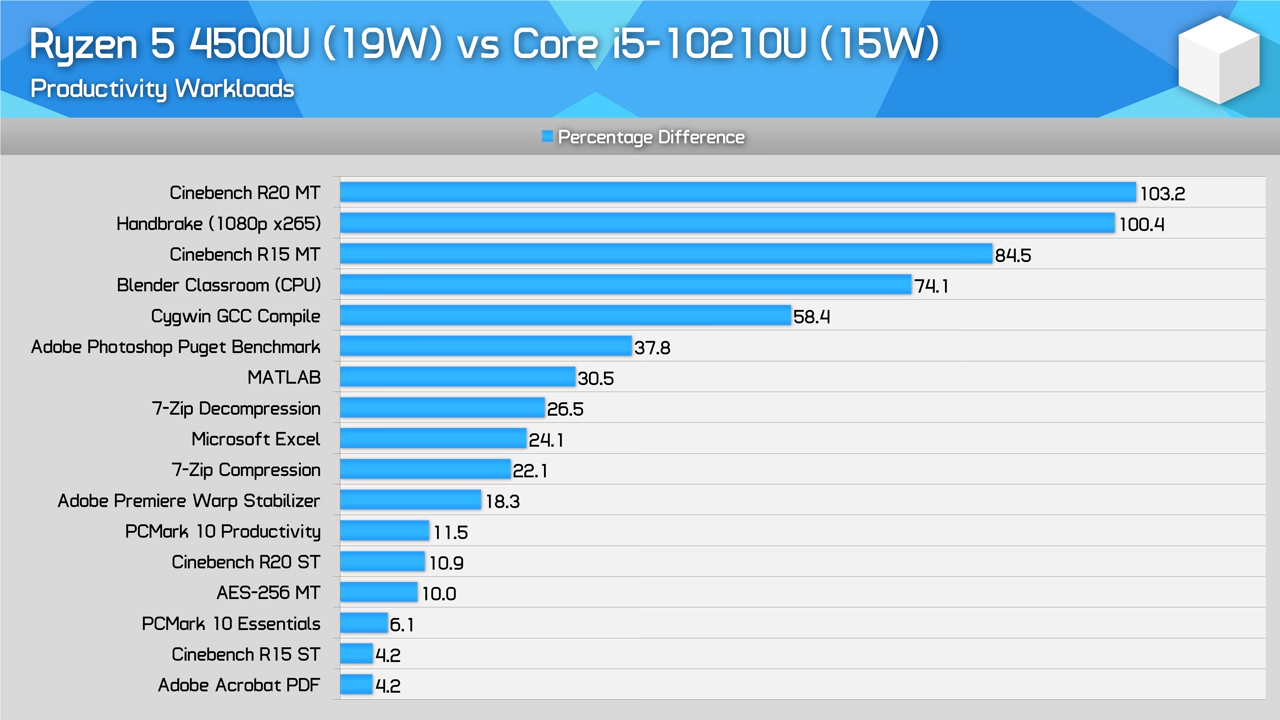 Ryzen 5 4500U (19W) vs Core i5-10210U (15W)
Productivity Workloads
Percentage Difference
Cinebench R20 MT 103.2
Handbrake (1080p x265) 100.4
Cinebench R15 MT 84.5
Blender Classroom (CPU) 74.1
Cygwin GCC Compile 58.4
Adobe Photoshop Puget Benchmark 37.8
MATLAB 30.5
7-Zip Decompression 26.5
Microsoft Excel 24.1
7-Zip Compression 22.1
Adobe Premiere Warp Stabilizer 18.3
PCMark 10 Productivity 11.5
Cinebench R20 ST 10.9
AES-256 MT 10.0
PCMark 10 Essentials 6.1
Cinebench R15 ST 4.2
Adobe Acrobat PDF 4.2